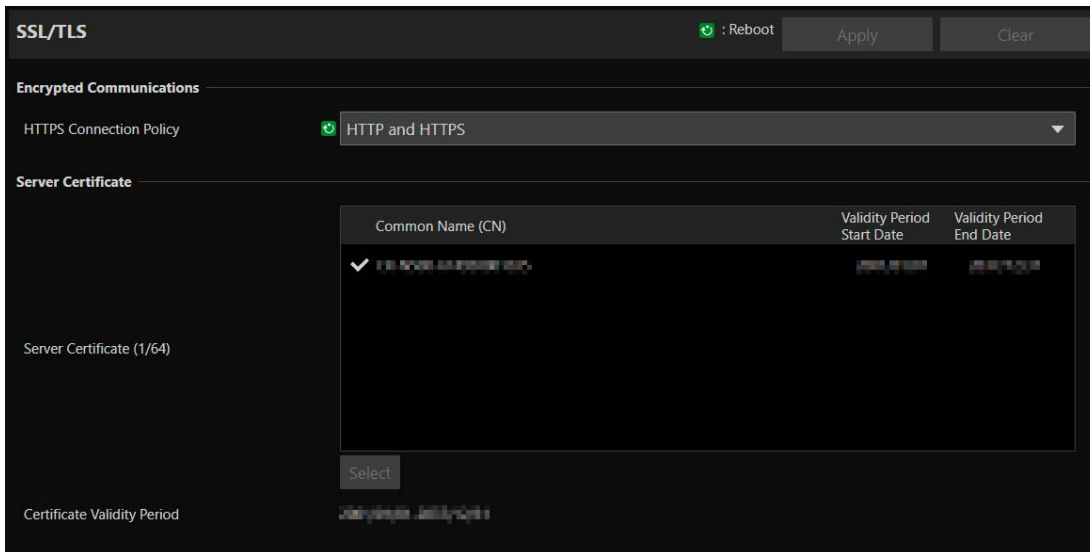 SSL/TLS
: Reboot
Apply
Clear
Encrypted Communications
HTTPS Connection Policy
HTTP and HTTPS
Server Certificate
Common Name (CN)
Validity Period
Start Date
Validity Period
End Date
Server Certificate (1/64)
Select
Certificate Validity Period